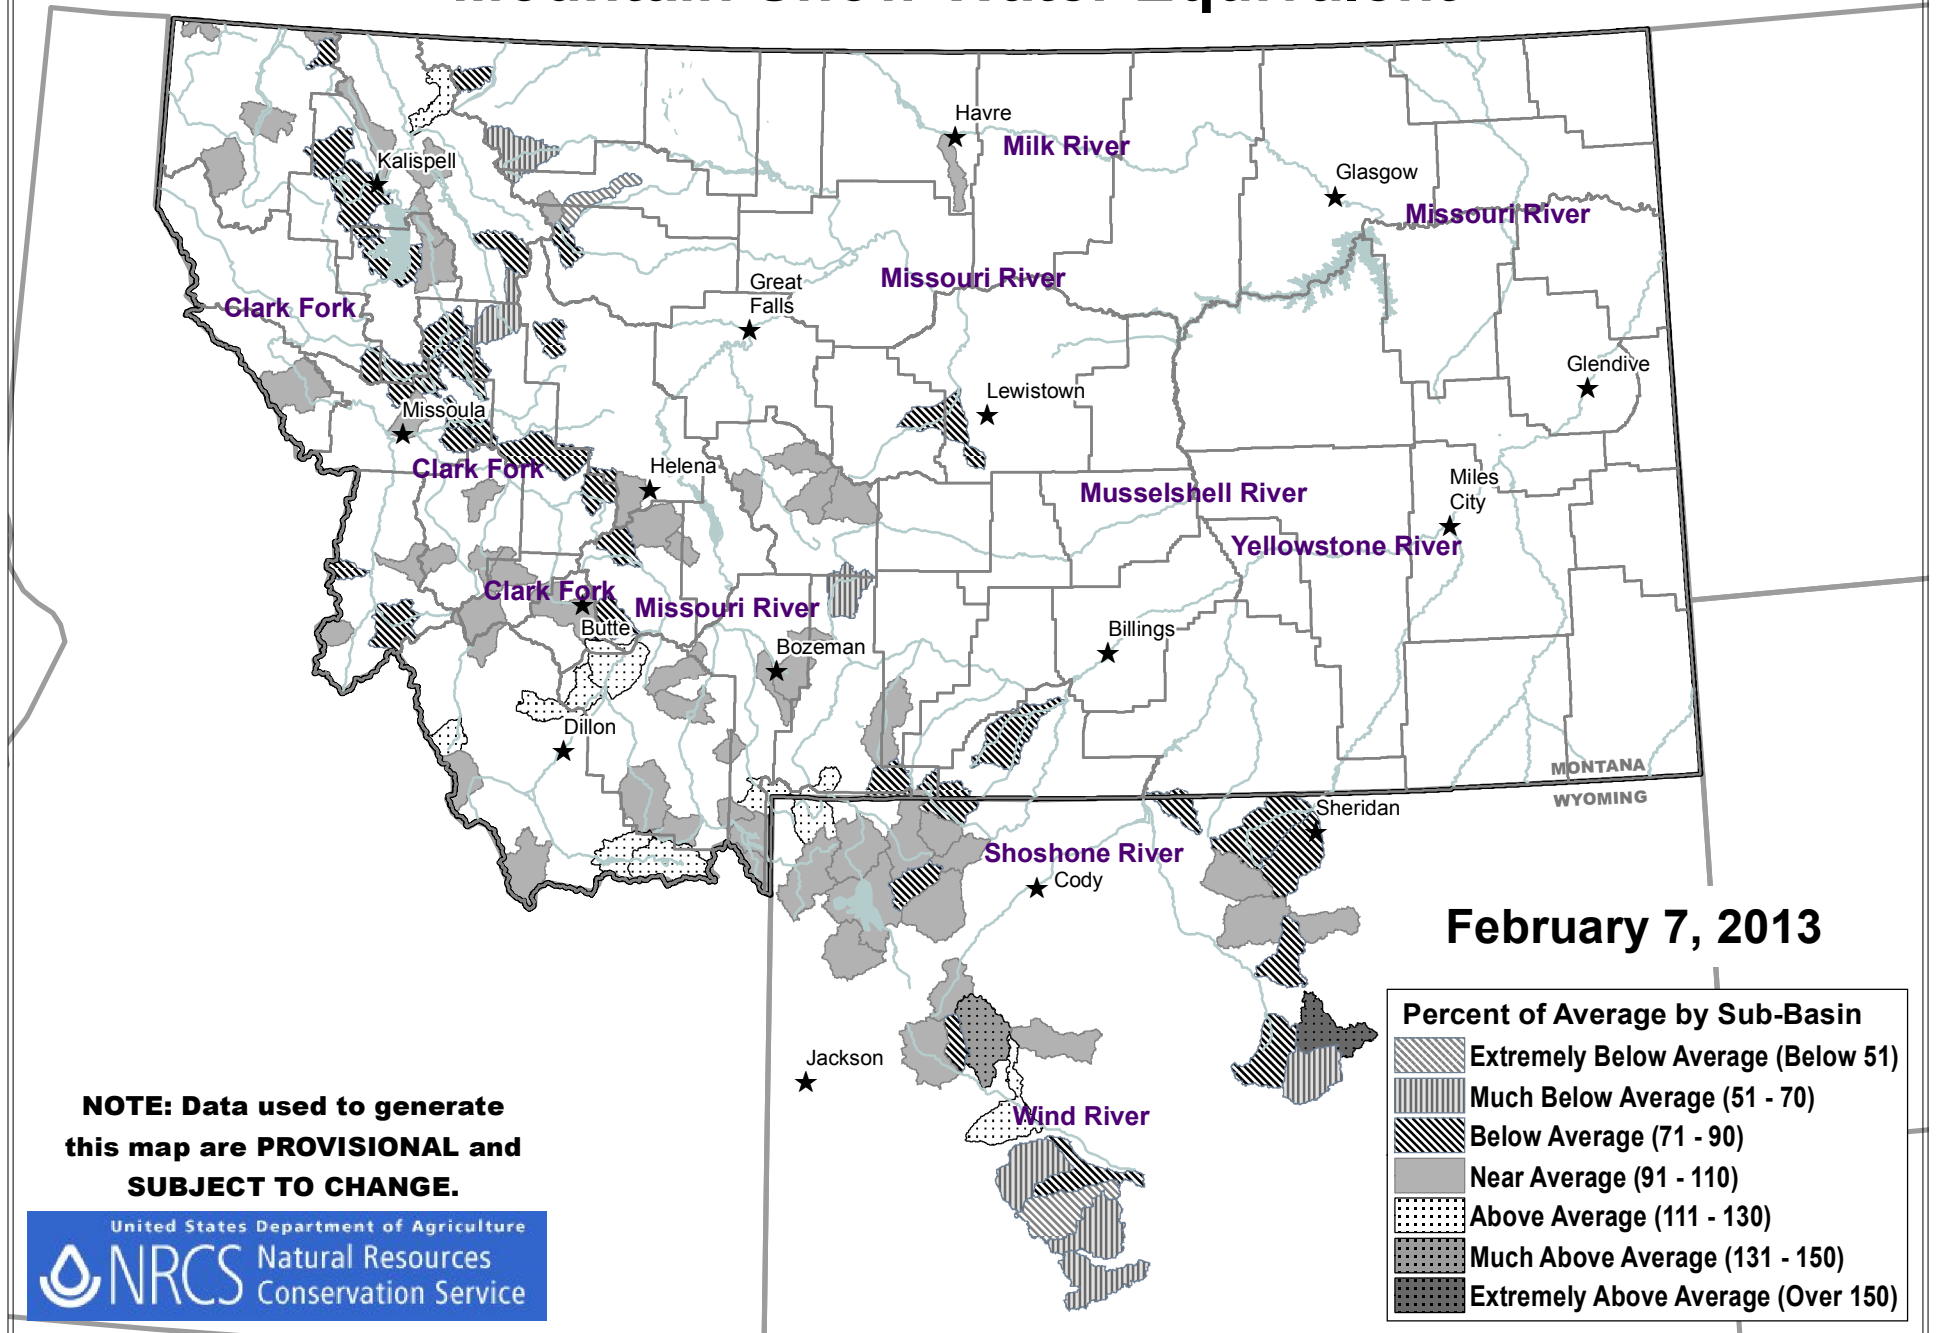 Mountain Snow Water Equivalent
Havre
Milk River
Kalispell
Glasgow
Missouri River
Missouri River
Great
Falls
Clark Fork
Glendive
Lewistown
Missoula
Clark Fork
Helena
Miles
City
Musselshell River
Yellowstone River
Clark Fork
Missouri River
Butte
Billings
Bozeman
Dillon
MONTANA
WYOMING
Sheridan
Shoshone River
Cody
February 7, 2013
Jackson
Wind River
Percent of Average by Sub-Basin
Extremely Below Average (Below 51)
Much Below Average (51 - 70)
Below Average (71 - 90)
Near Average (91 - 110)
Above Average (111 - 130)
Much Above Average (131 - 150)
Extremely Above Average (Over 150)
NOTE: Data used to generate
this map are PROVISIONAL and
SUBJECT TO CHANGE.
United States Department of Agriculture
NRCS
Natural Resources
Conservation Service